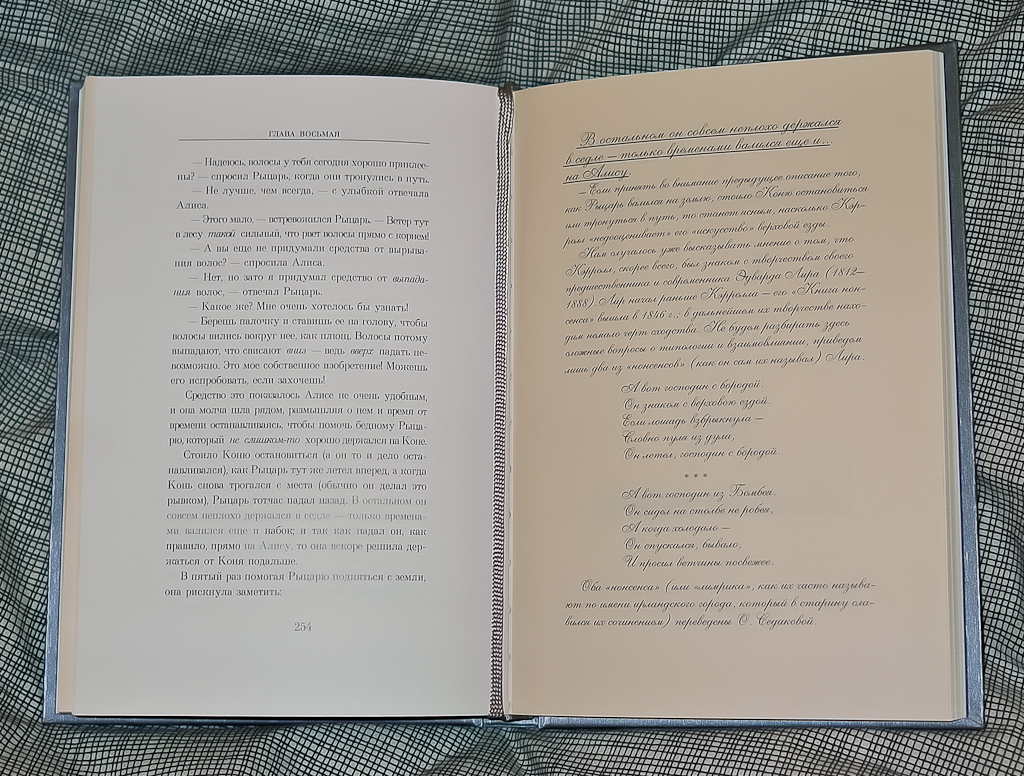 ГЛАВА ВОСЬМАЯ
— Надеюсь, волосы у тебя сегодня хорошо приклее-
ны? — спросил Рыцарь, когда они тронулись в путь.
— Не лучше, чем всегда, — с улыбкой отвечала
Алиса.
— Этого мало, — встревожился Рыцарь. — Ветер тут
в лесу такой сильный, что рвет волосы прямо с корнем!
— А вы еще не придумали средства от вырыва-
ния волос? — спросила Алиса.
— Нет, но зато я придумал средство от выпада-
ния волос, — отвечал Рыцарь.
— Какое же? Мне очень хотелось бы узнать!
— Берешь палочку и ставишь ее на голову, чтобы
волосы вились вокруг нее, как плющ. Волосы потому
выпадают, что свисают вниз — ведь вверх падать не-
возможно. Это мое собственное изобретение! Можешь
его испробовать, если захочешь!
Средство это показалось Алисе не очень удобным,
и она молча шла рядом, размышляя о нем и время от
времени останавливаясь, чтобы помочь бедному Рыца-
рю, который не слишком-то хорошо держался на Коне.
Стоило Коню остановиться (а он то и дело оста-
навливался), как Рыцарь тут же летел вперед, а когда
Конь снова трогался с места (обычно он делал это
рывком), Рыцарь тотчас падал назад. В остальном он
совсем неплохо держался в седле — только времена-
ми валился еще и набок; и так как падал он, как
правило, прямо на Алису, то она вскоре решила дер-
жаться от Коня подальше.
В пятый раз помогая Рыцарю подняться с земли,
она рискнула заметить:
254
В остальном он совсем неплохо держался
в седле — только временами валился еще и...
на Алису.
— Если принять во внимание предыдущее описание того,
как Рыцарь валился на землю, стоило Коню остановиться
или тронуться в путь, то станет ясным, насколько Кэр-
ролл «недооценивает» его «искусство» верховой езды.
Нам случалось уже высказывать мнение о том, что
Кэрролл, скорее всего, был знаком с творчеством своего
предшественника и современника Эдварда Лира (1812–
1888). Лир начал раньше Кэрролла — его «Книга нон-
сенса» вышла в 1846 г.; в дальнейшем их творчестве нахо-
дим немало черт сходства. Не будем разбирать здесь
сложные вопросы о типологии и взаимовлиянии, приведем
лишь два из «нонсенсов» (как он сам их называл) Лира.
А вот господин с бородой.
Он знаком с верховою ездой.
Если лошадь взбрыкнула —
Словно пули из дула,
Он летел, господин с бородой.
* * *
А вот господин из Бомбея.
Он сидел на столбе не робея,
А когда холодало —
Он спускался, бывало,
И просил ветчины посвежее.
Оба «нонсенса» (или «лимрика», как их часто называ-
ют по имени ирландского города, который в старину сла-
вился их сочинением) переведены О. Седаковой.